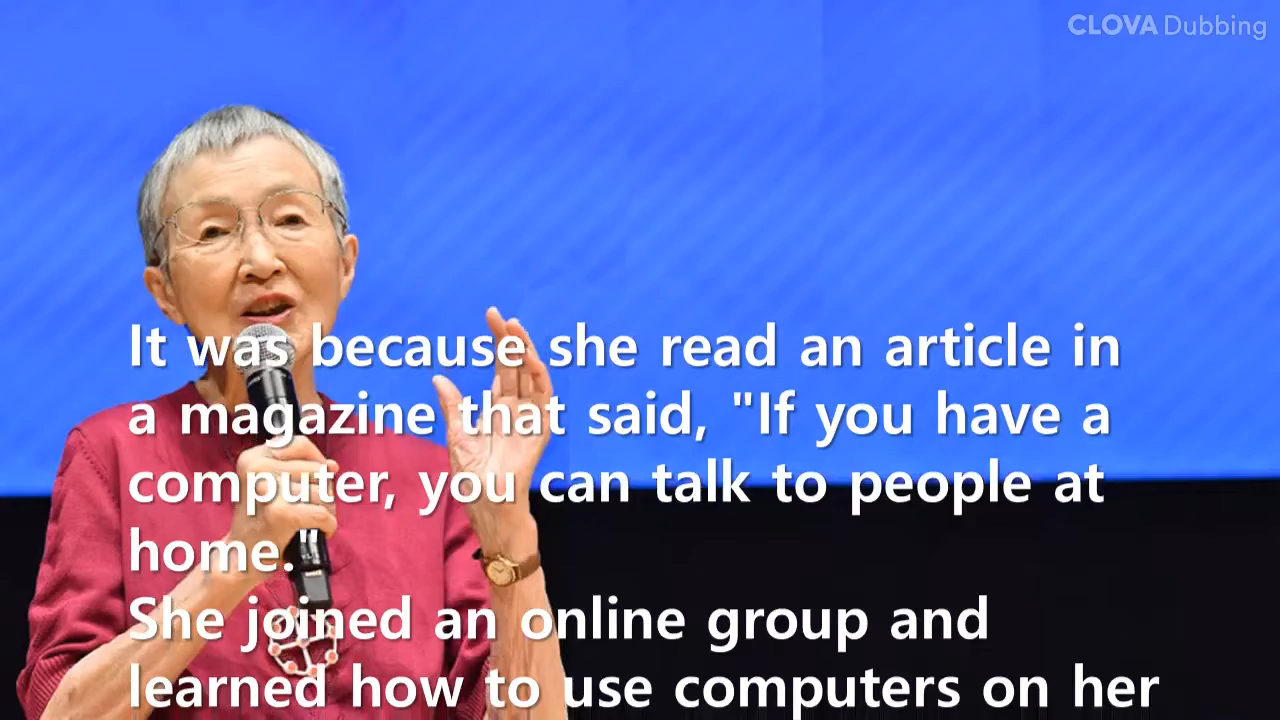 CLOVA Dubbing
It was because she read an article in
a magazine that said, "If you have a
computer, you can talk to people at
home."
She joined an online group and
learned how to use computers on her